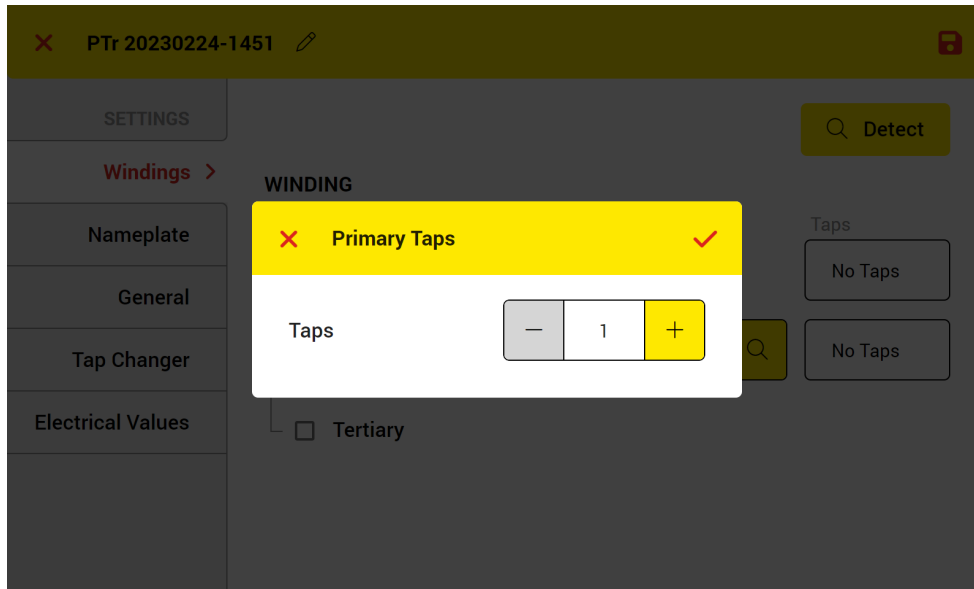 PTr 20230224-1451
SETTINGS
Detect
Windings
WINDING
Nameplate
Primary Taps
Taps
General
No Taps
Taps
1
Tap Changer
No Taps
Electrical Values
Tertiary